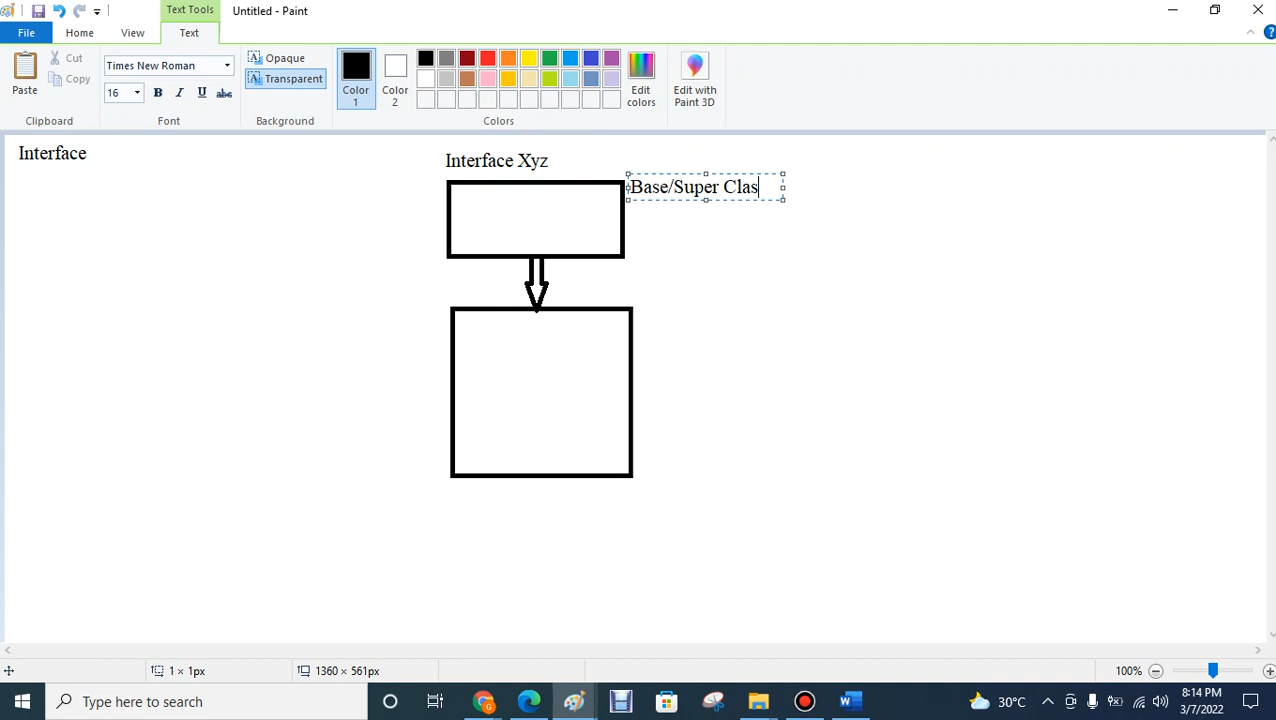 Text Tools
Untitled - Paint
File
Home
View
Text
Paste
Cut
Copy
Clipboard
Times New Roman
16
B I U abc
Font
Opaque
Transparent
Background
Color 1
Color 2
Edit colors
Colors
Edit with Paint 3D
Interface
Interface Xyz
Base/Super Clas
1 × 1px
1360 × 561px
100%
Type here to search
30°C
8:14 PM
3/7/2022